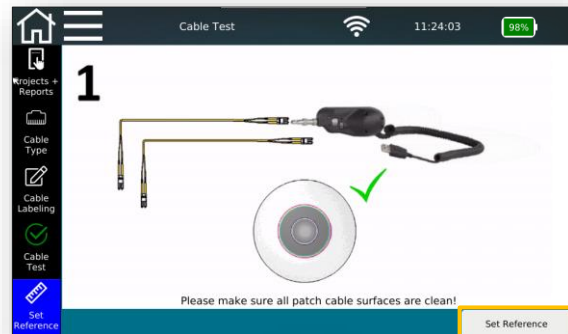 Cable Test
11:24:03
98%
1
Projects +
Reports
Cable
Type
Cable
Labeling
Cable
Test
Set
Reference
Please make sure all patch cable surfaces are clean!
Set Reference